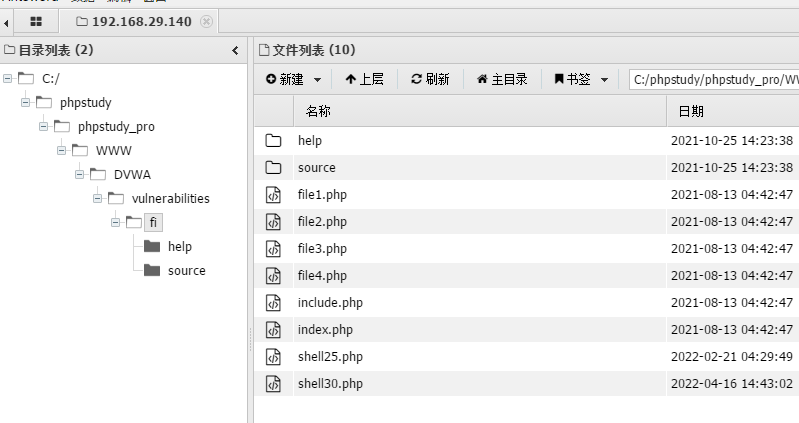 192.168.29.140
目录列表 (2)
C:/
phpstudy
phpstudy_pro
WWW
DVWA
vulnerabilities
fi
help
source
文件列表 (10)
新建 上层 刷新 主目录 书签 C:/phpstudy/phpstudy_pro/WW
名称 日期
help 2021-10-25 14:23:38
source 2021-10-25 14:23:38
file1.php 2021-08-13 04:42:47
file2.php 2021-08-13 04:42:47
file3.php 2021-08-13 04:42:47
file4.php 2021-08-13 04:42:47
include.php 2021-08-13 04:42:47
index.php 2021-08-13 04:42:47
shell25.php 2022-02-21 04:29:49
shell30.php 2022-04-16 14:43:02